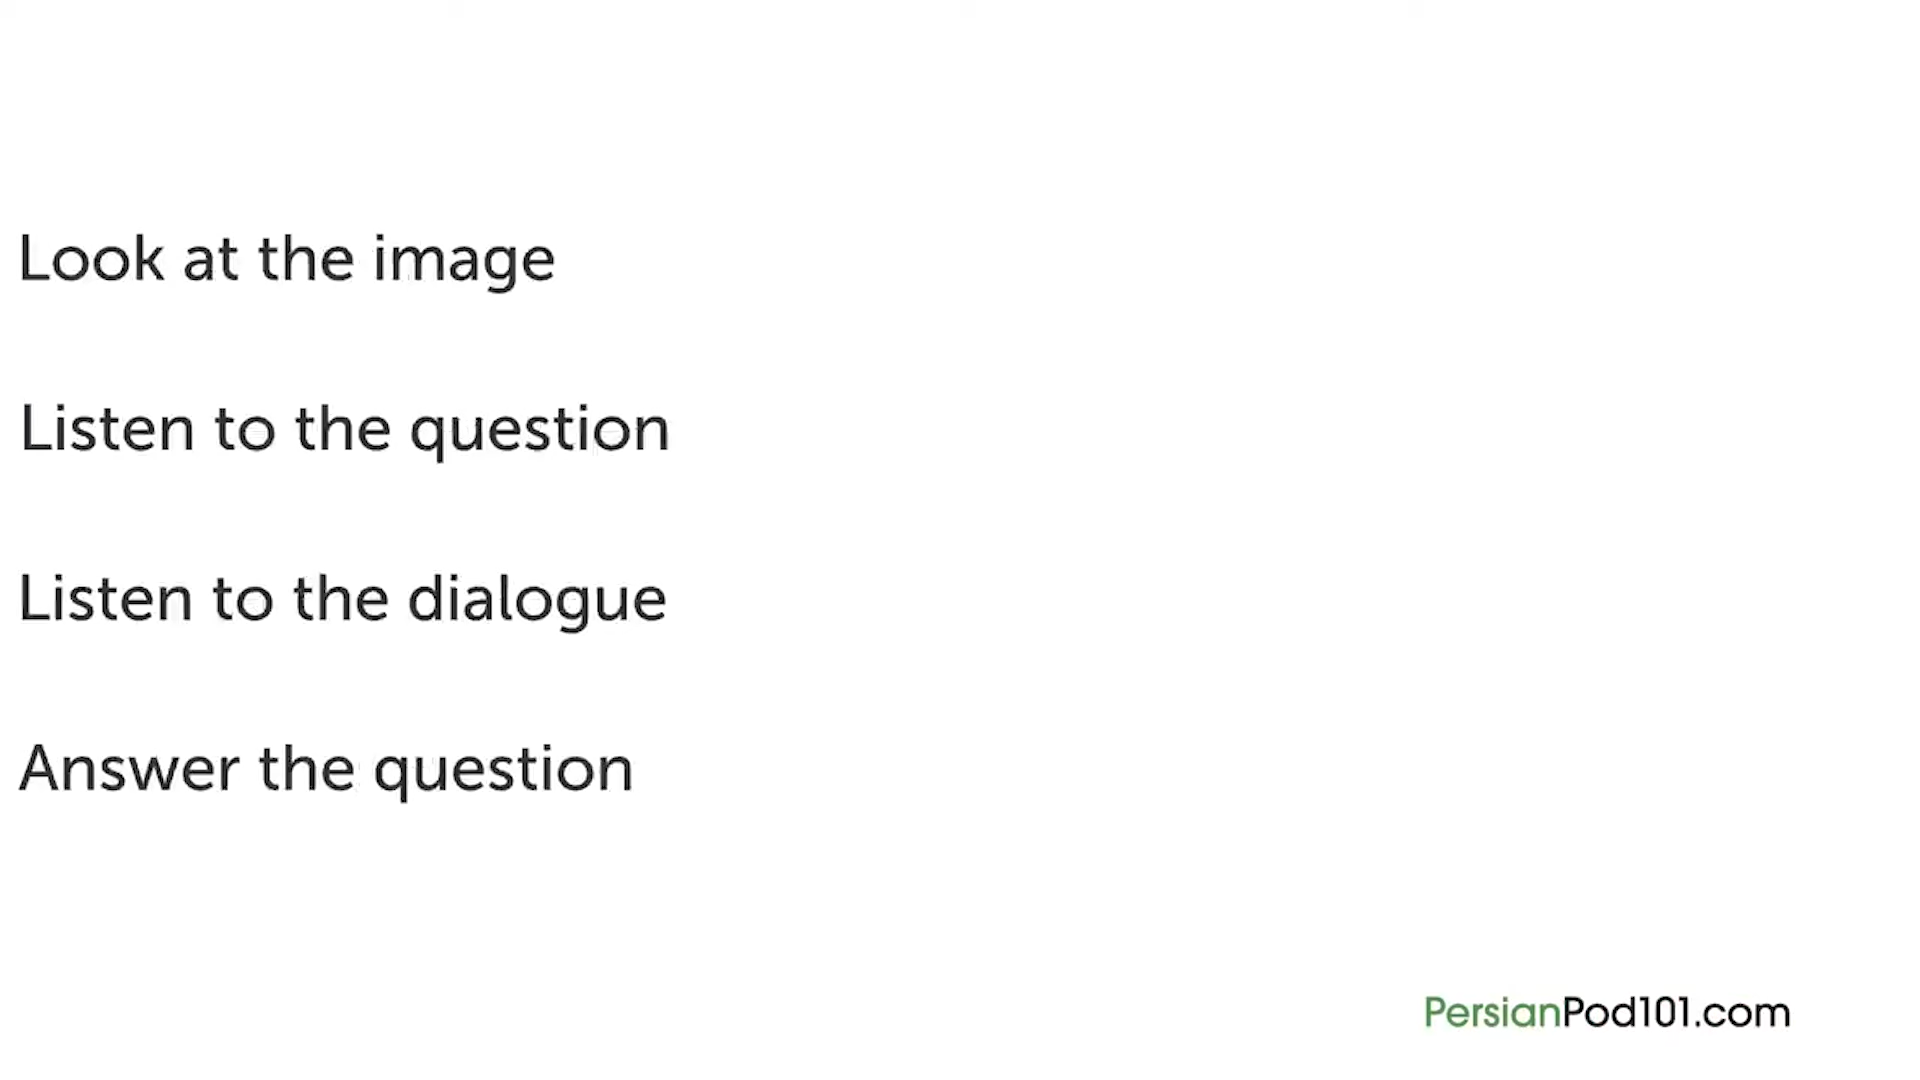 Look at the image
Listen to the question
Listen to the dialogue
Answer the question
PersianPod101.com